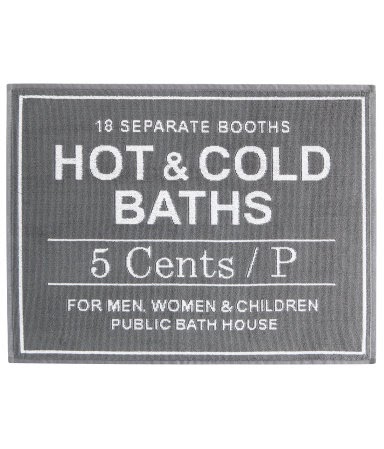 18 SEPARATE BOOTHS
HOT & COLD
BATHS
5 Cents / P
FOR MEN, WOMEN & CHILDREN
PUBLIC BATH HOUSE